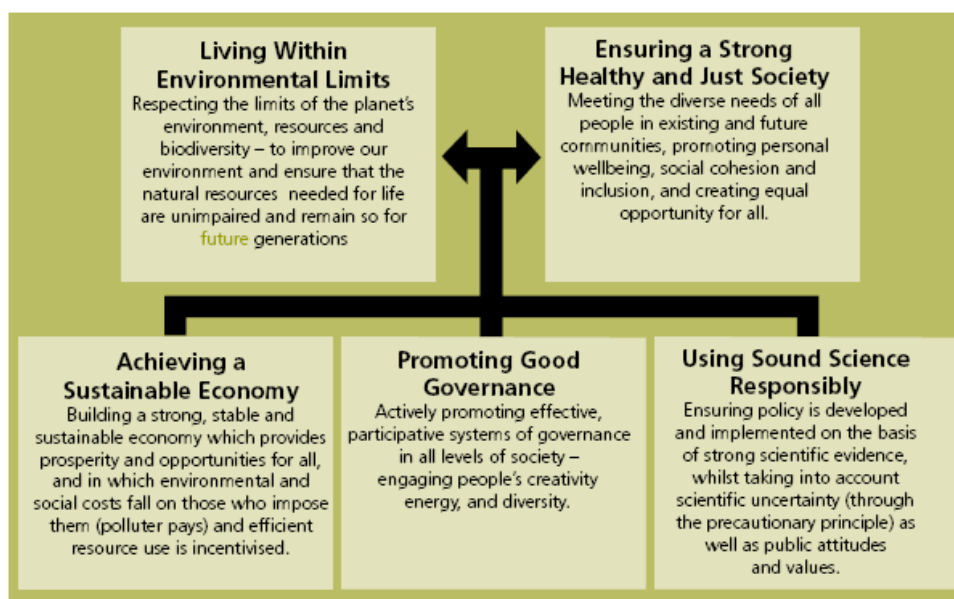 Living Within
Environmental Limits
Respecting the limits of the planet's
environment, resources and
biodiversity – to improve our
environment and ensure that the
natural resources needed for life
are unimpaired and remain so for
future generations
Ensuring a Strong
Healthy and Just Society
Meeting the diverse needs of all
people in existing and future
communities, promoting personal
wellbeing, social cohesion and
inclusion, and creating equal
opportunity for all.
Achieving a
Sustainable Economy
Building a strong, stable and
sustainable economy which provides
prosperity and opportunities for all,
and in which environmental and
social costs fall on those who impose
them (polluter pays) and efficient
resource use is incentivised.
Promoting Good
Governance
Actively promoting effective,
participative systems of governance
in all levels of society –
engaging people's creativity
energy, and diversity.
Using Sound Science
Responsibly
Ensuring policy is developed
and implemented on the basis
of strong scientific evidence,
whilst taking into account
scientific uncertainty (through
the precautionary principle) as
well as public attitudes
and values.